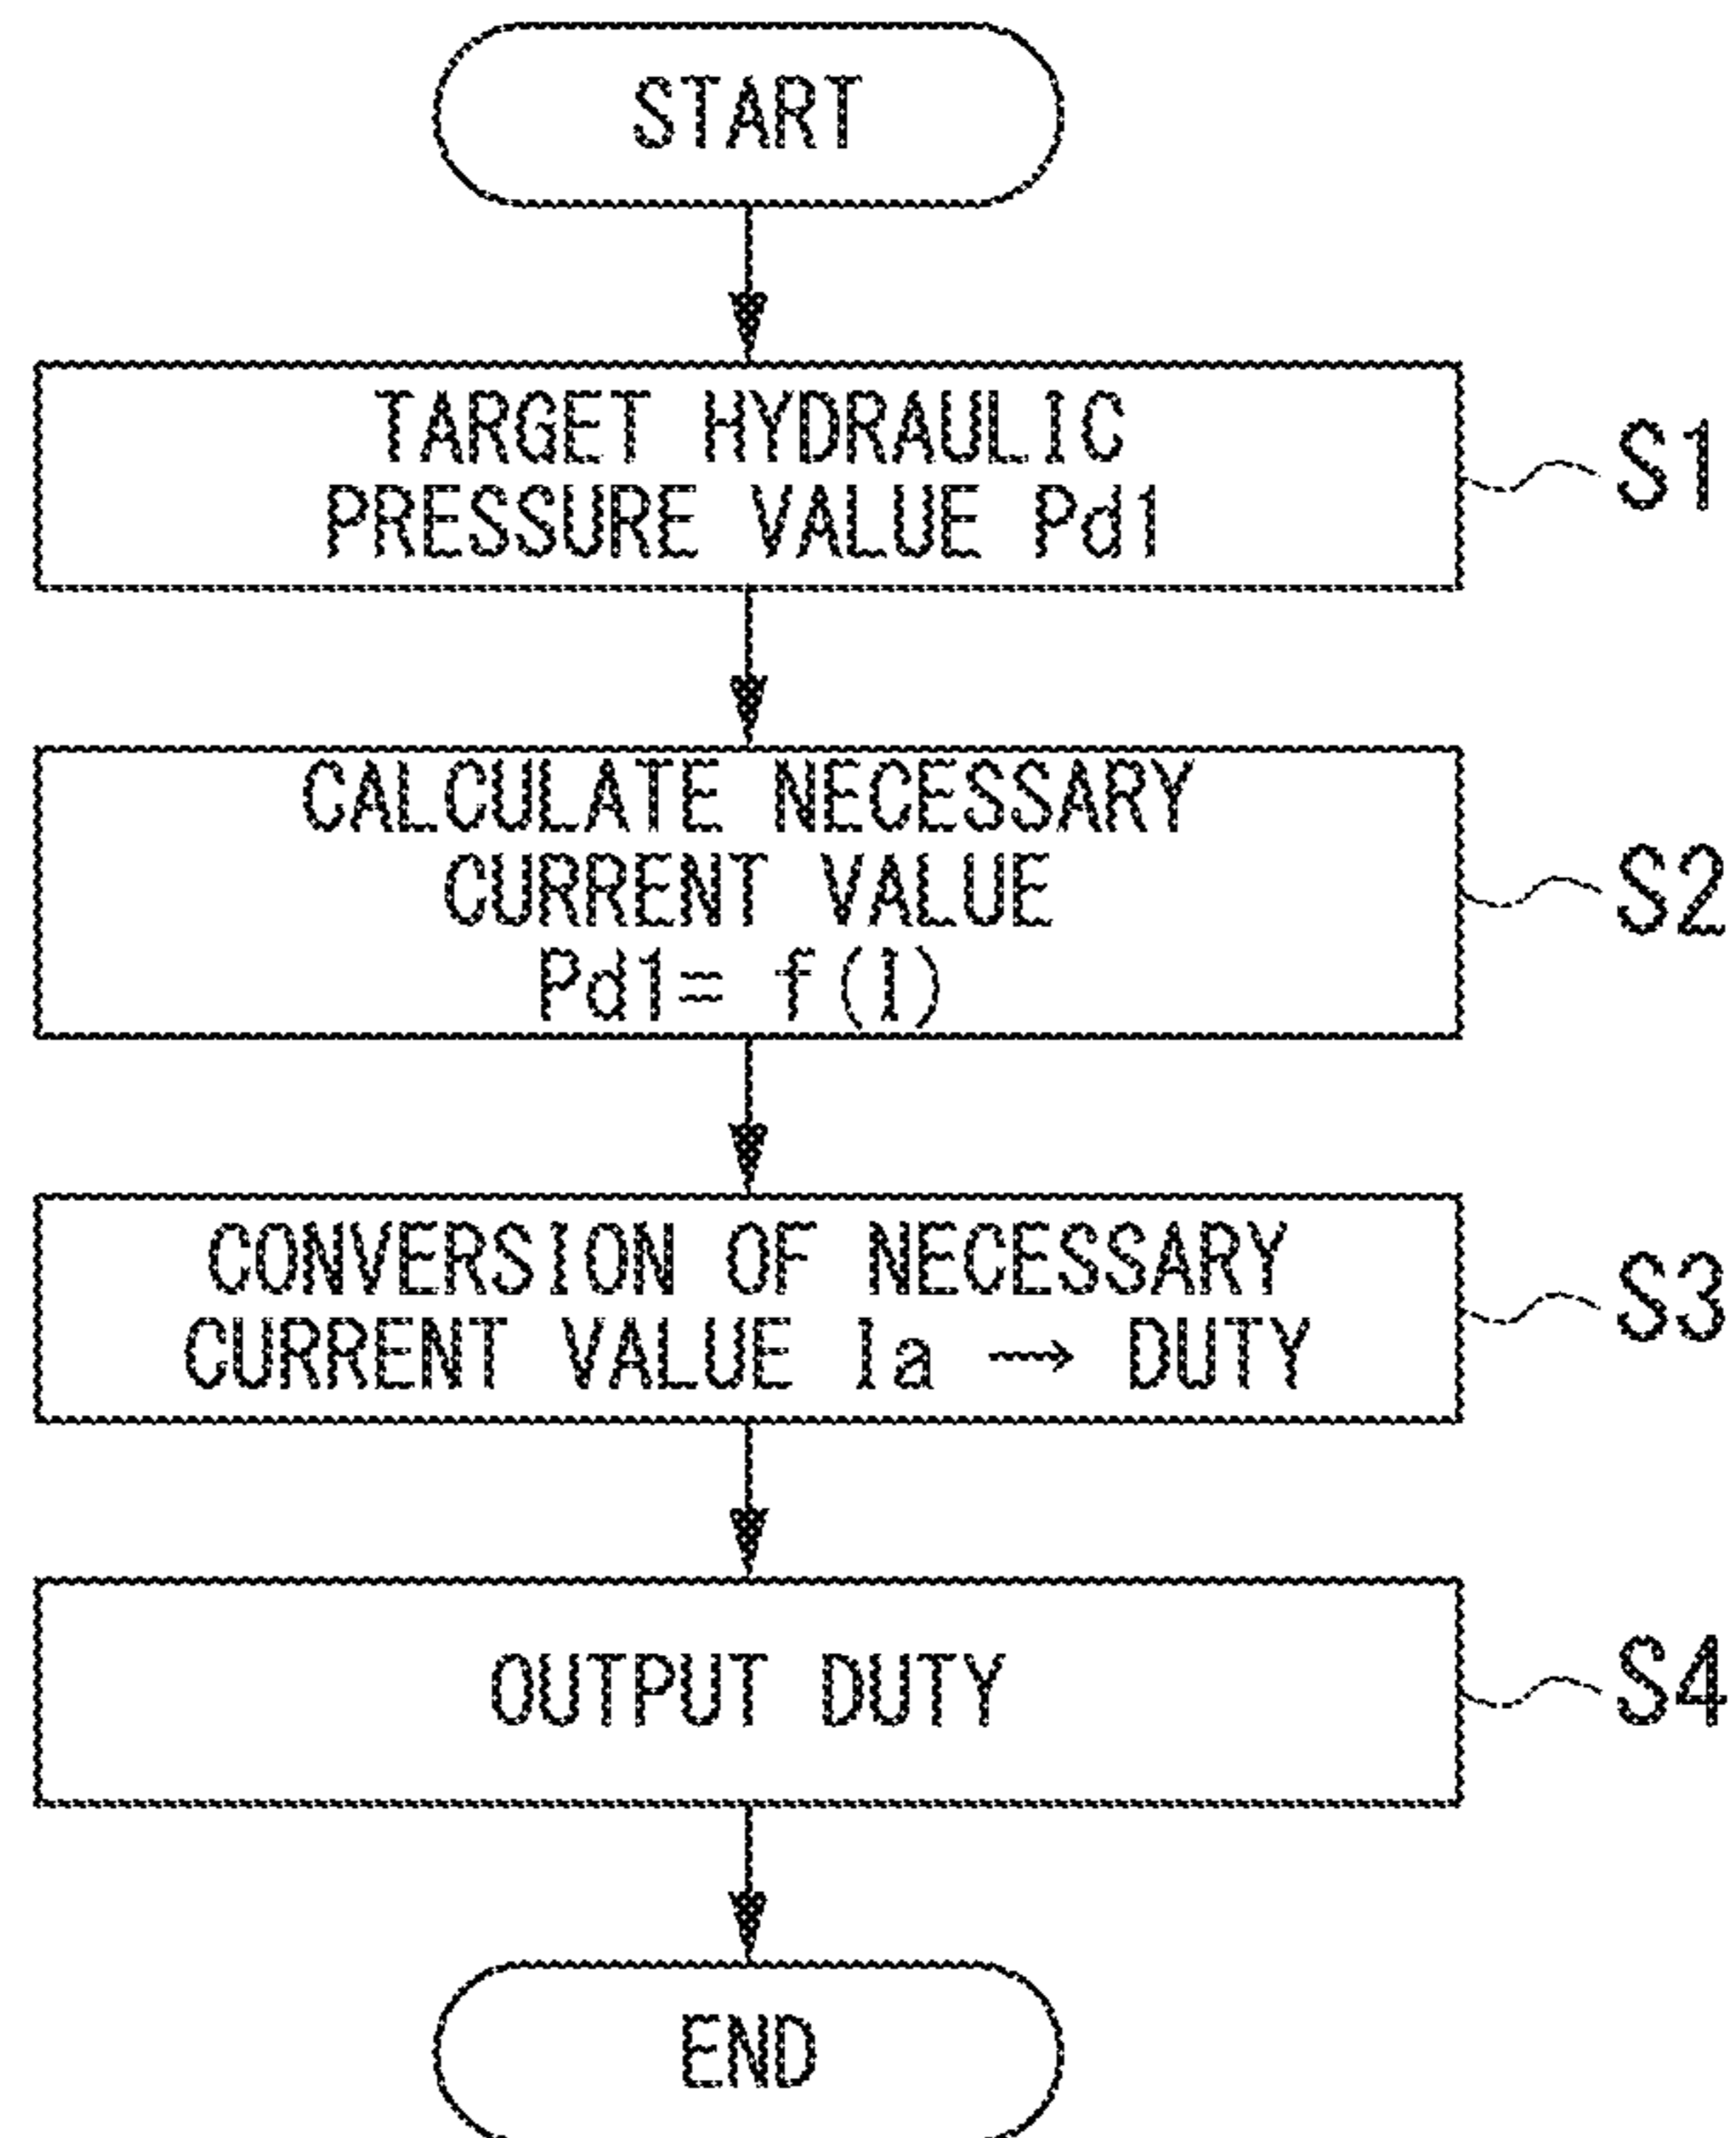 START
TARGET HYDRAULIC
PRESSURE VALUE Pd1
S1
CALCULATE NECESSARY
CURRENT VALUE
Pd1= f(I)
S2
CONVERSION OF NECESSARY
CURRENT VALUE Ia → DUTY
S3
OUTPUT DUTY
S4
END